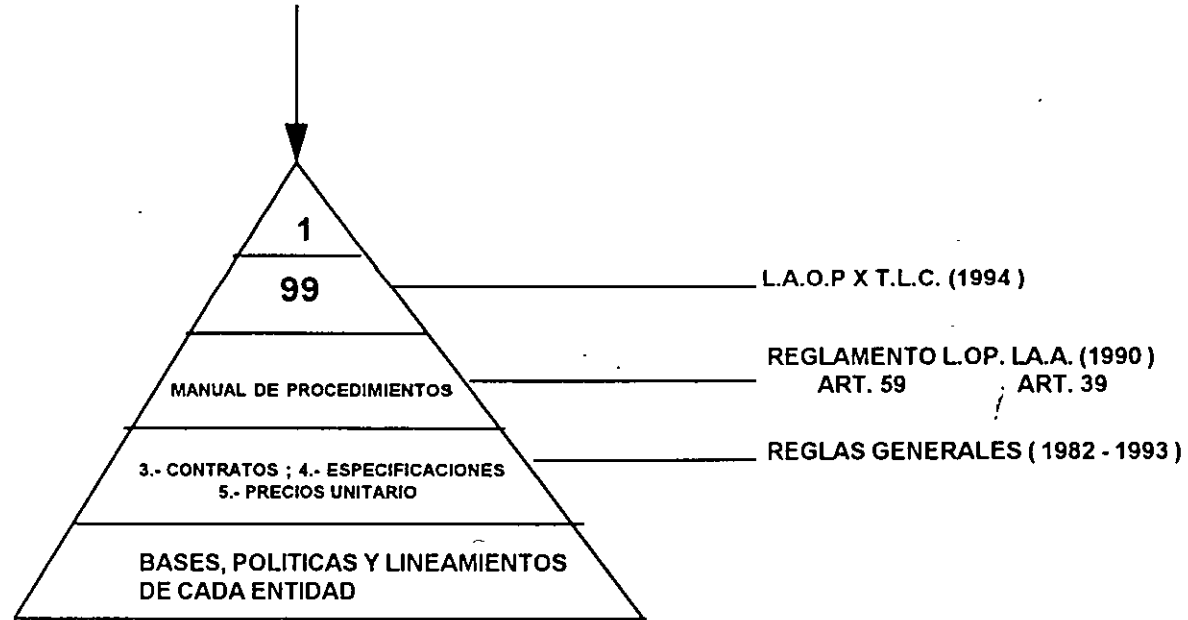 1
99
L.A.O.P X T.L.C. (1994 )
MANUAL DE PROCEDIMIENTOS
REGLAMENTO L.OP. LA.A. (1990 )
ART. 59 ART. 39
3.- CONTRATOS ; 4.- ESPECIFICACIONES
5.- PRECIOS UNITARIO
REGLAS GENERALES ( 1982 - 1993 )
BASES, POLITICAS Y LINEAMIENTOS
DE CADA ENTIDAD